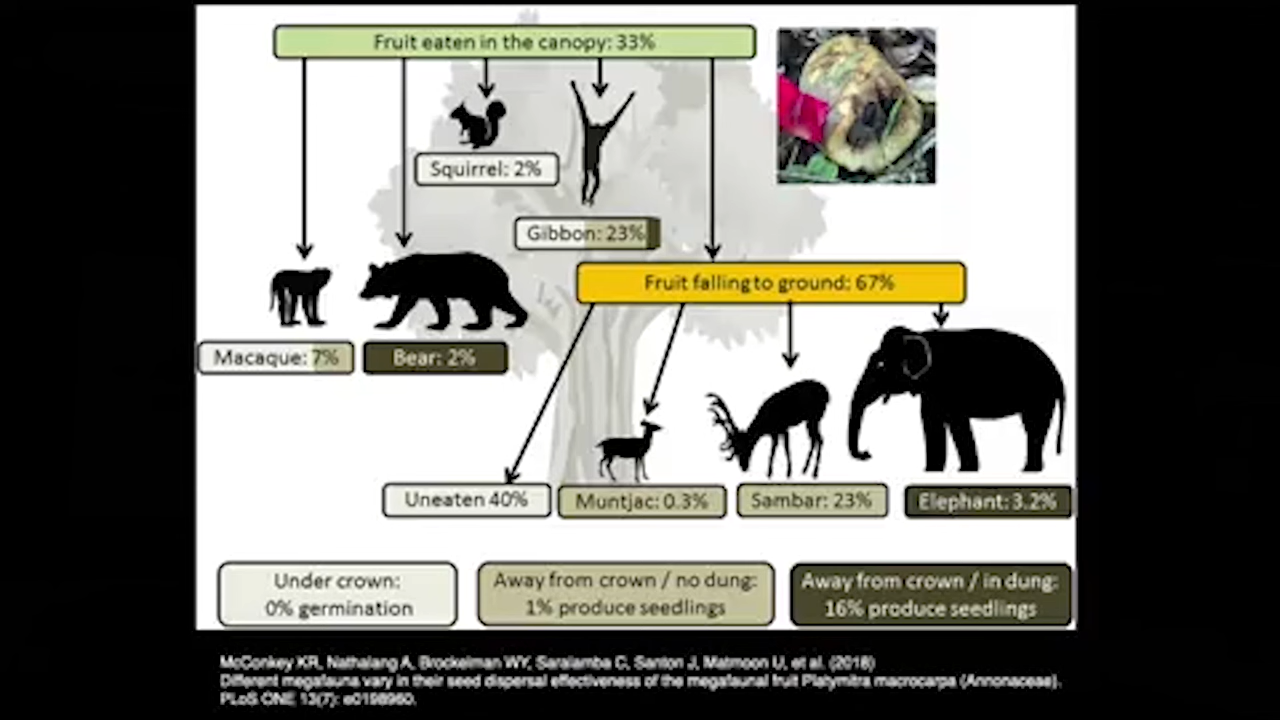 Fruit eaten in the canopy: 33%
Squirrel: 2%
Gibbon: 23%
Fruit falling to ground: 67%
Macaque: 7%
Bear: 2%
Uneaten 40%
Muntjac: 0.3%
Sambar: 23%
Elephant: 3.2%
Under crown:
0% germination
Away from crown / no dung:
1% produce seedlings
Away from crown / in dung:
16% produce seedlings
McConkey KR, Nathalang A, Brockelman WY, Saralamba C, Santon J, Matmoon U, et al. (2018)
Different megafauna vary in their seed dispersal effectiveness of the megafaunal fruit Platymitra macrocarpa (Annonaceae).
PLoS ONE 13(7): e0198960.